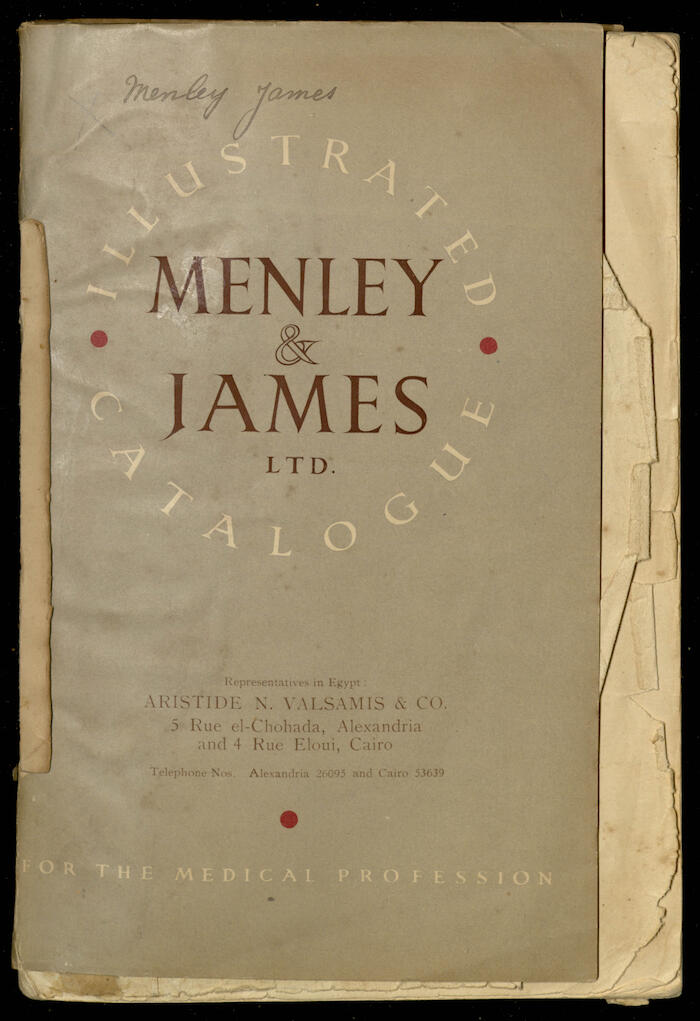 Menley James
ILLUSTRATED
MENLEY
&
JAMES
LTD.
CATALOGUE
Representatives in Egypt:
ARISTIDE N. VALSAMIS & CO.
5 Rue el-Chohada, Alexandria
and 4 Rue Eloui, Cairo
Telephone Nos. Alexandria 26095 and Cairo 53639
FOR THE MEDICAL PROFESSION